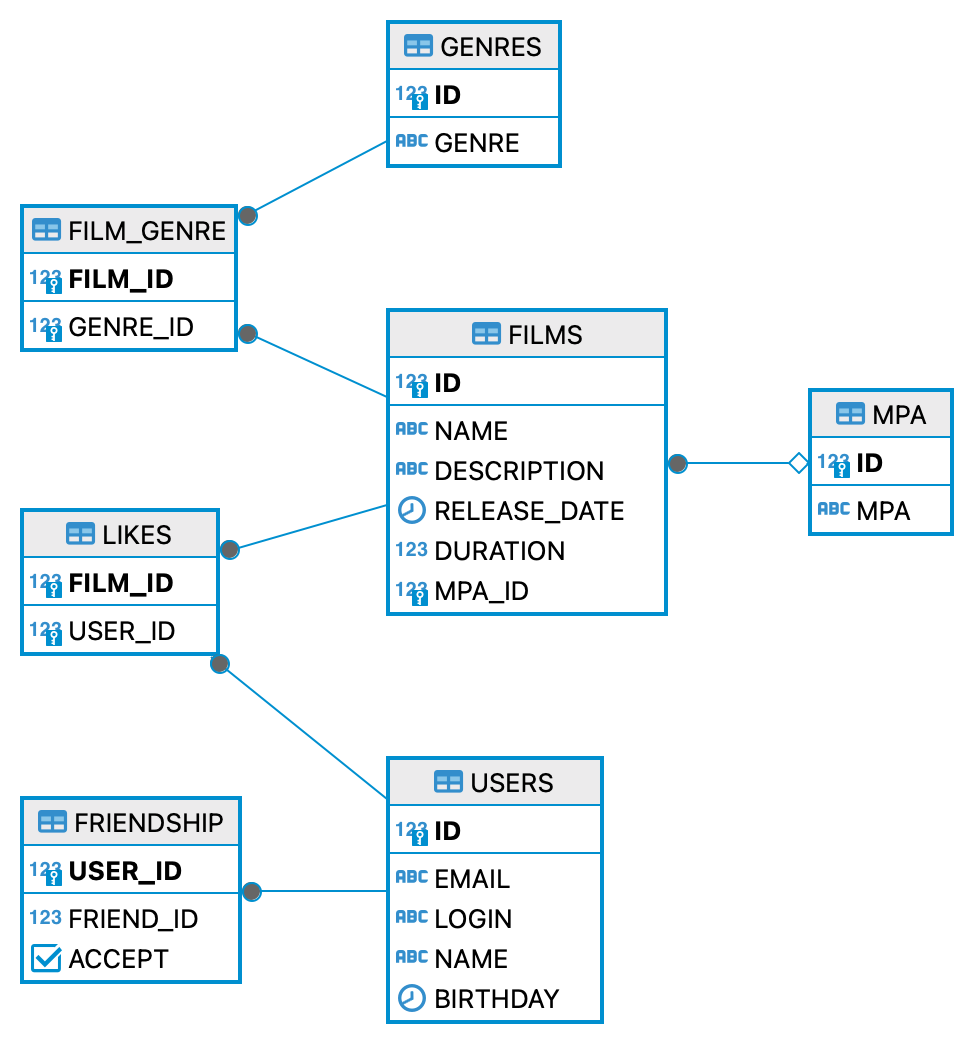 GENRES
123 ID
ABC GENRE
FILM_GENRE
123 FILM_ID
123 GENRE_ID
FILMS
123 ID
ABC NAME
ABC DESCRIPTION
RELEASE_DATE
123 DURATION
123 MPA_ID
MPA
123 ID
ABC MPA
LIKES
123 FILM_ID
123 USER_ID
USERS
123 ID
ABC EMAIL
ABC LOGIN
ABC NAME
BIRTHDAY
FRIENDSHIP
123 USER_ID
123 FRIEND_ID
ACCEPT